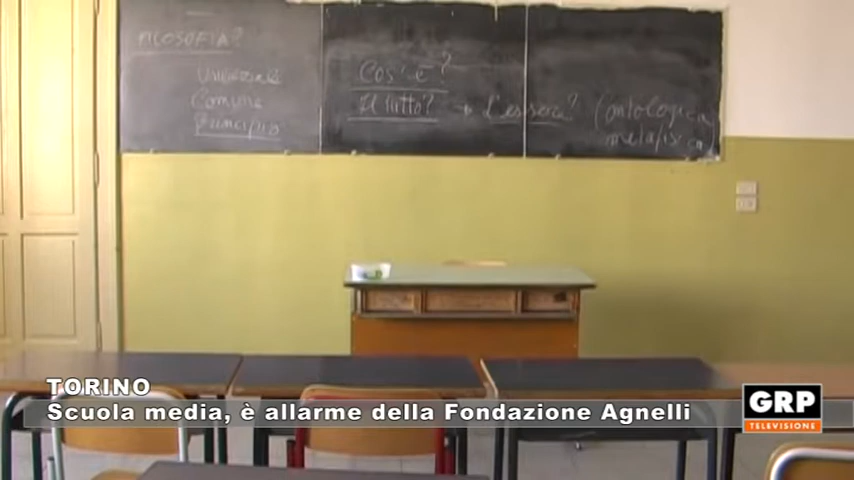 FILOSOFIA?
Universale
Comune
Principio
Cos'è?
Il tutto? → L'essere? (ontologica
metafisica
TORINO
Scuola media, è allarme della Fondazione Agnelli
GRP
TELEVISIONE